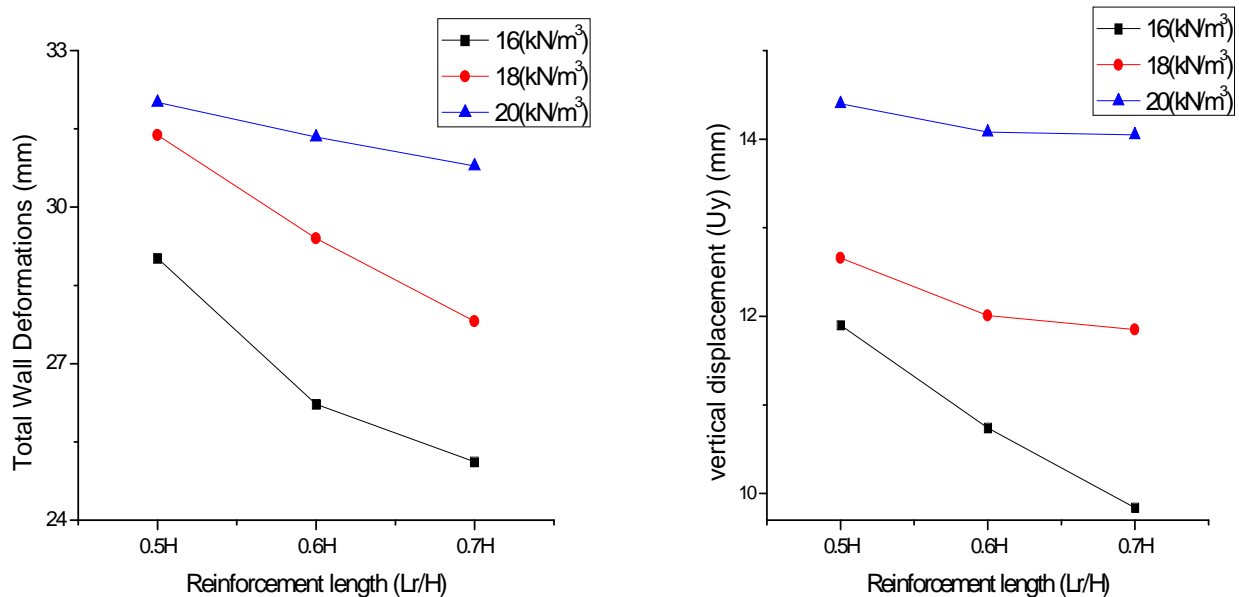 16(kN/m³)
18(kN/m³)
20(kN/m³)
33
30
27
24
Total Wall Deformations (mm)
0.5H 0.6H 0.7H
Reinforcement length (Lr/H)
16(kN/m³)
18(kN/m³)
20(kN/m³)
14
12
10
vertical displacement (Uy) (mm)
0.5H 0.6H 0.7H
Reinforcement length (Lr/H)